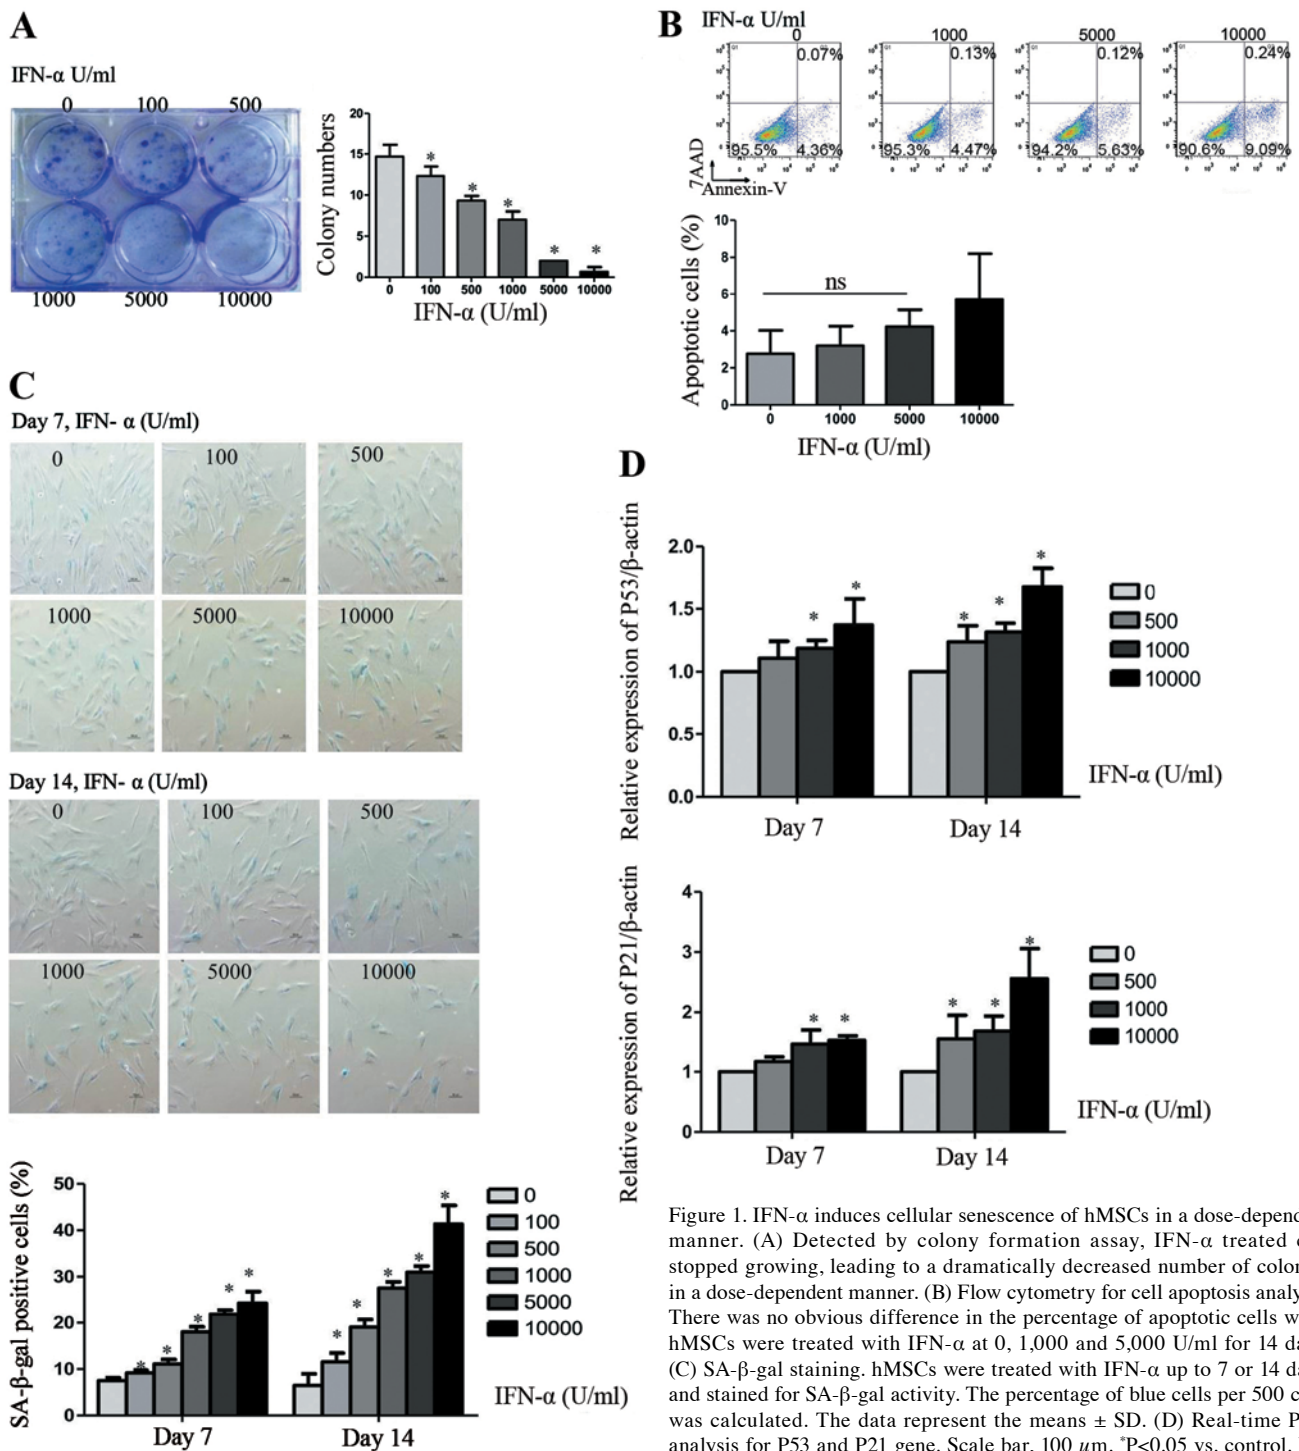 A
IFN-α U/ml
0 100 500
1000 5000 10000
Colony numbers
20
15
10
5
0
* * * * *
0 100 500 1000 5000 10000
IFN-α (U/ml)
B
IFN-α U/ml
0 1000 5000 10000
0.07% 0.13% 0.12% 0.24%
95.5% 4.36% 95.3% 4.47% 94.2% 5.63% 90.6% 9.09%
7AAD
Annexin-V
Apoptotic cells (%)
10
8
6
4
2
0
ns
0 1000 5000 10000
IFN-α (U/ml)
C
Day 7, IFN- α (U/ml)
0 100 500
1000 5000 10000
Day 14, IFN- α (U/ml)
0 100 500
1000 5000 10000
SA-β-gal positive cells (%)
50
40
30
20
10
0
* * * * * * * * * *
Day 7 Day 14
0
100
500
1000
5000
10000
IFN-α (U/ml)
D
Relative expression of P53/β-actin
2.0
1.5
1.0
0.5
0.0
* * * * *
Day 7 Day 14
0
500
1000
10000
IFN-α (U/ml)
Relative expression of P21/β-actin
4
3
2
1
0
* * * * *
Day 7 Day 14
0
500
1000
10000
IFN-α (U/ml)
Figure 1. IFN-α induces cellular senescence of hMSCs in a dose-depend
manner. (A) Detected by colony formation assay, IFN-α treated
stopped growing, leading to a dramatically decreased number of colon
in a dose-dependent manner. (B) Flow cytometry for cell apoptosis analy
There was no obvious difference in the percentage of apoptotic cells w
hMSCs were treated with IFN-α at 0, 1,000 and 5,000 U/ml for 14 da
(C) SA-β-gal staining. hMSCs were treated with IFN-α up to 7 or 14 da
and stained for SA-β-gal activity. The percentage of blue cells per 500 c
was calculated. The data represent the means ± SD. (D) Real-time P
analysis for P53 and P21 gene. Scale bar, 100 µm. *P<0.05 vs. control.